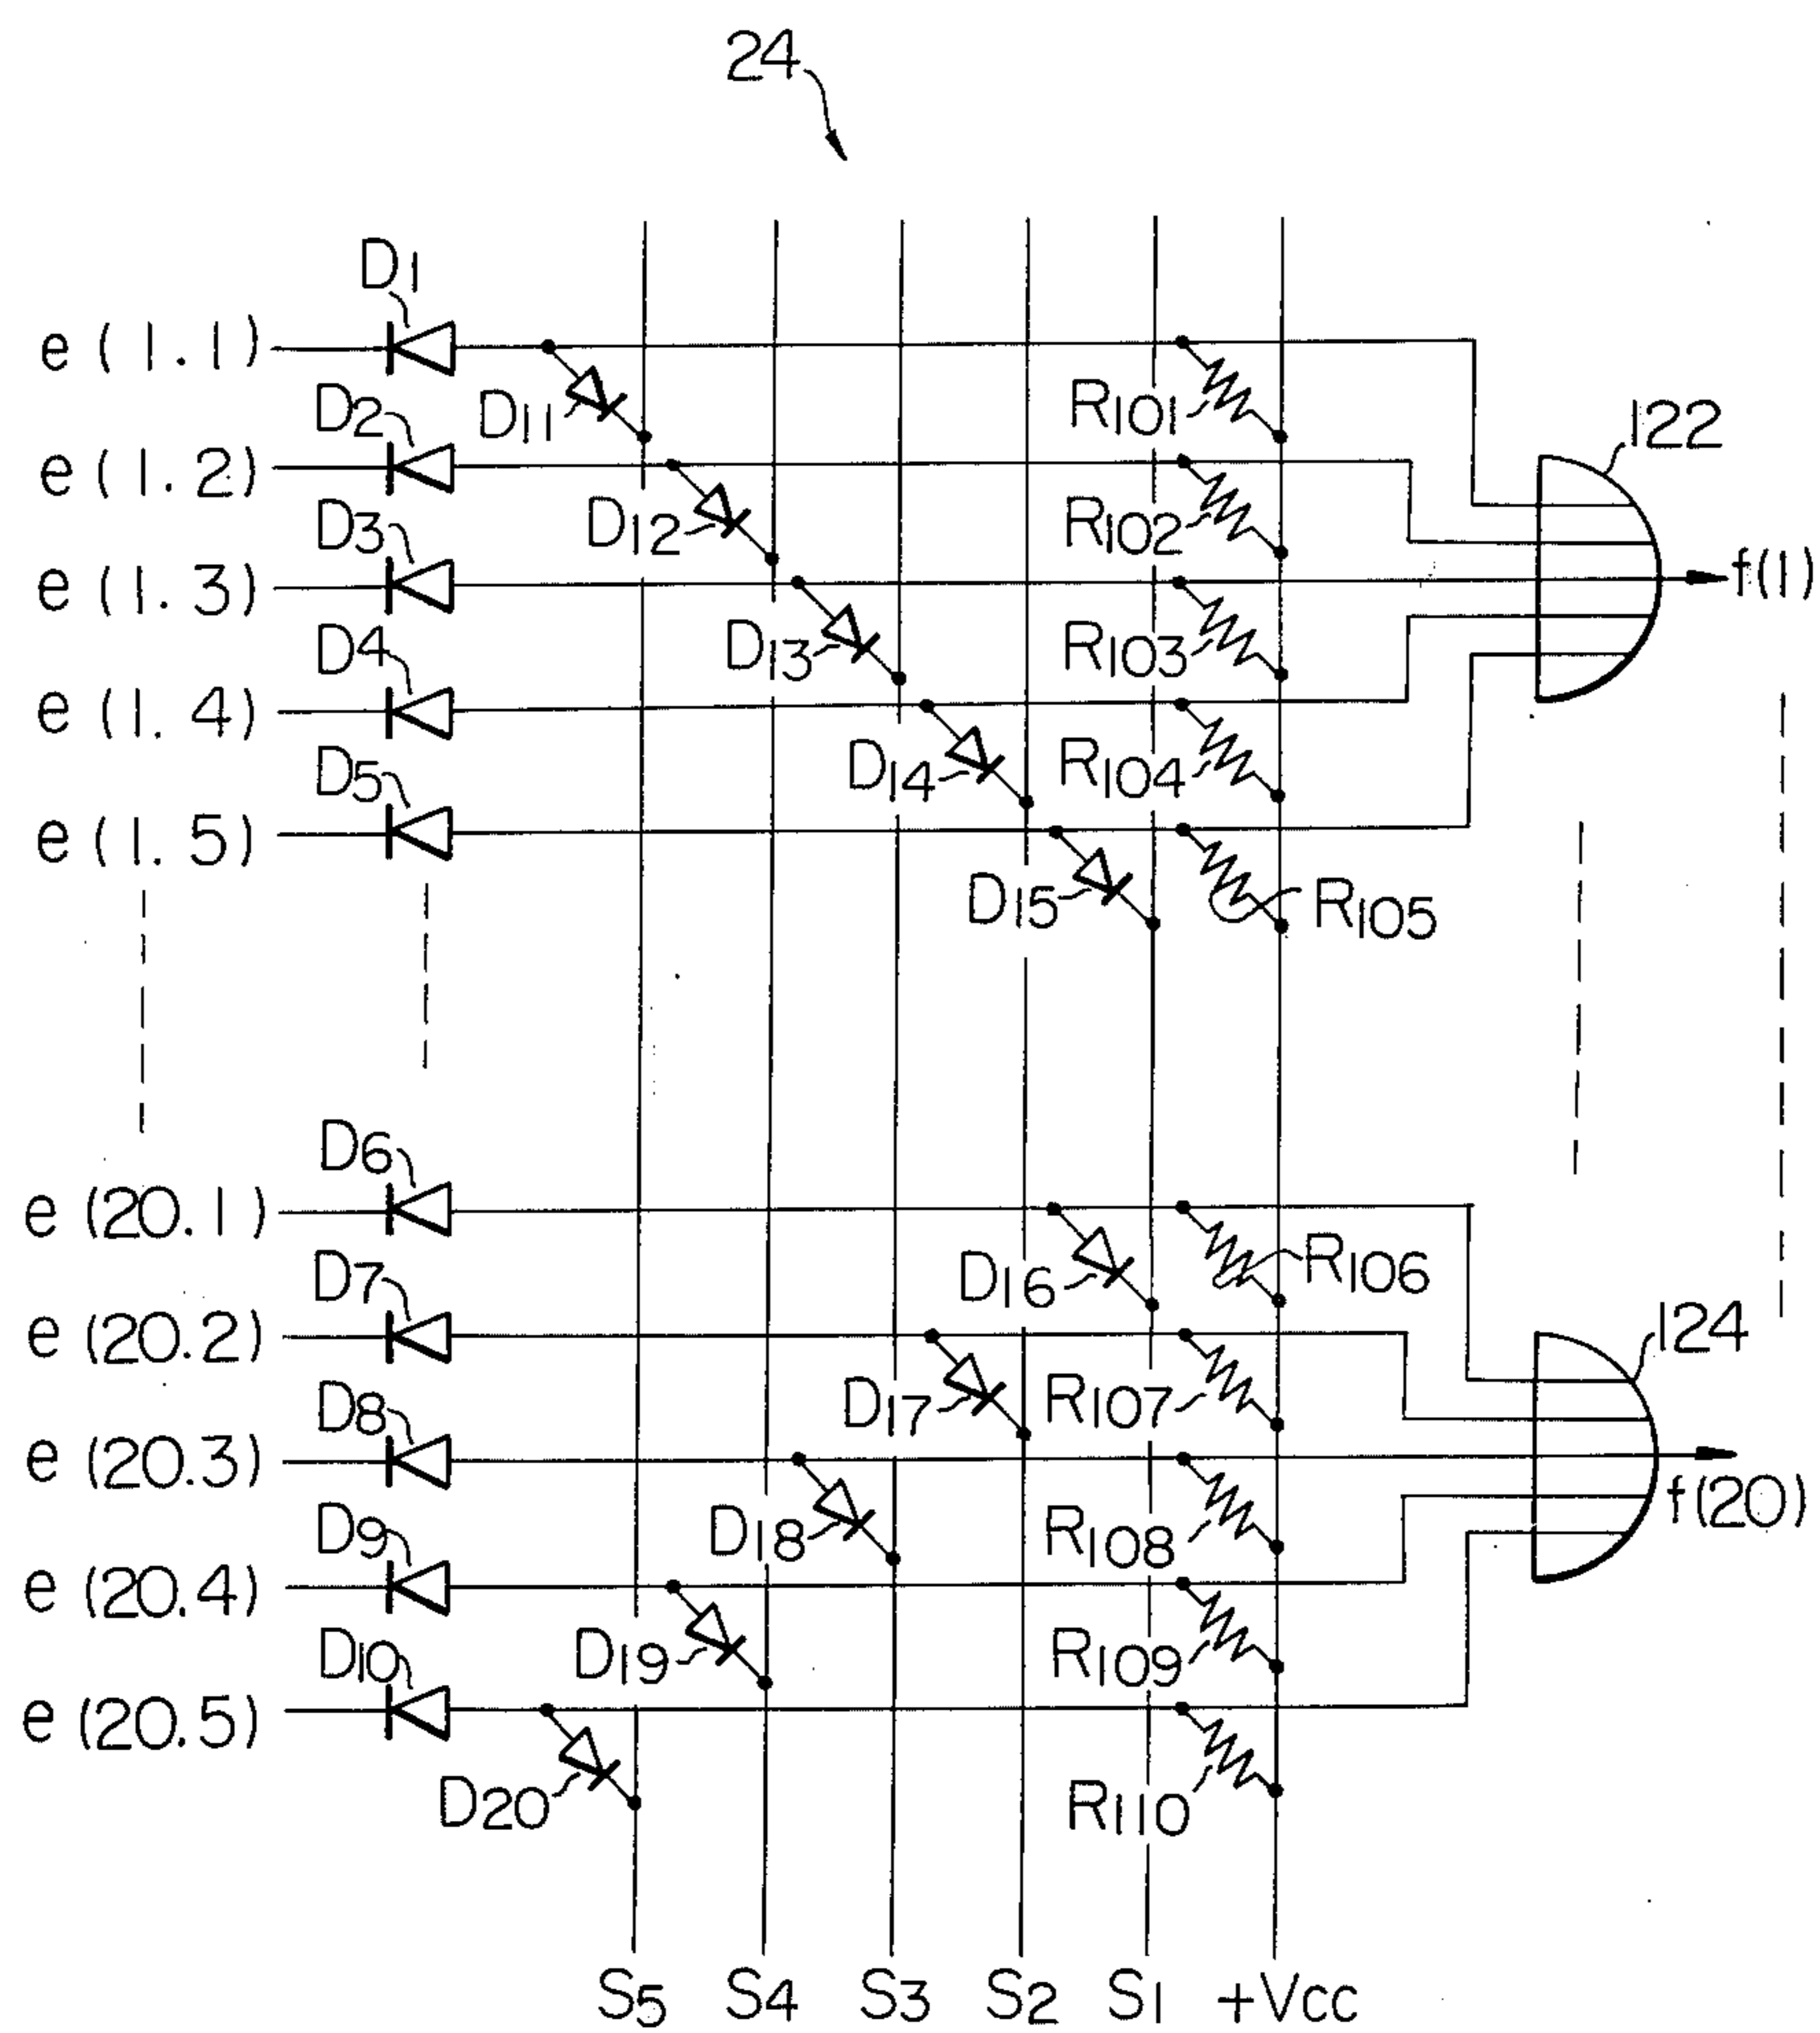 24
D1
e (1.1)
D11
R101
D2
e (1.2)
122
D12
R102
D3
e (1.3)
f(1)
D13
R103
D4
e (1.4)
D14
R104
D5
e (1.5)
D15
R105
D6
e (20.1)
D16
R106
D7
e (20.2)
124
D17
R107
D8
e (20.3)
f(20)
D18
R108
D9
e (20.4)
D19
R109
D10
e (20.5)
D20
R110
S5 S4 S3 S2 S1 +Vcc